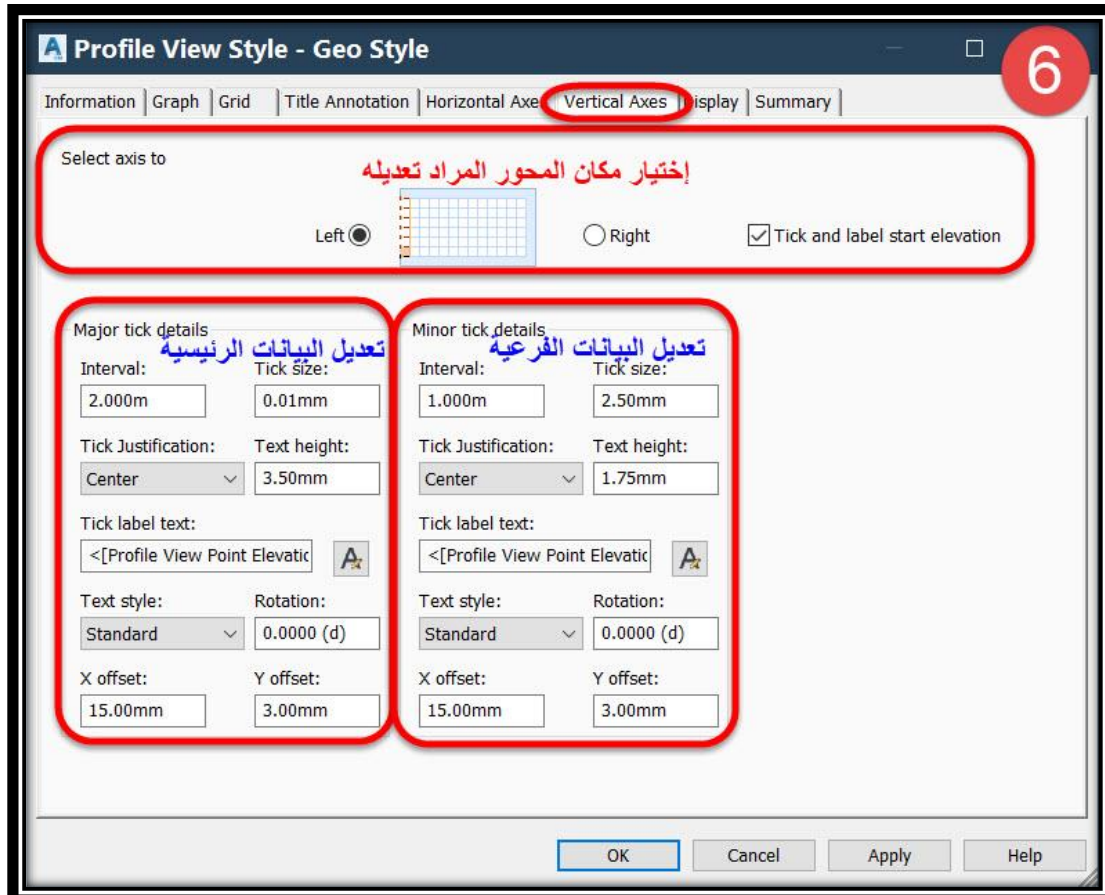 Profile View Style - Geo Style
6
Information Graph Grid Title Annotation Horizontal Axe Vertical Axes isplay Summary
Select axis to
إختيار مكان المحور المراد تعديله
Left Right Tick and label start elevation
Major tick details
تعديل البيانات الرئيسية
Interval: Tick size:
2.000m 0.01mm
Tick Justification: Text height:
Center 3.50mm
Tick label text:
<[Profile View Point Elevatic
Text style: Rotation:
Standard 0.0000 (d)
X offset: Y offset:
15.00mm 3.00mm
Minor tick details
تعديل البيانات الفرعية
Interval: Tick size:
1.000m 2.50mm
Tick Justification: Text height:
Center 1.75mm
Tick label text:
<[Profile View Point Elevatic
Text style: Rotation:
Standard 0.0000 (d)
X offset: Y offset:
15.00mm 3.00mm
OK Cancel Apply Help